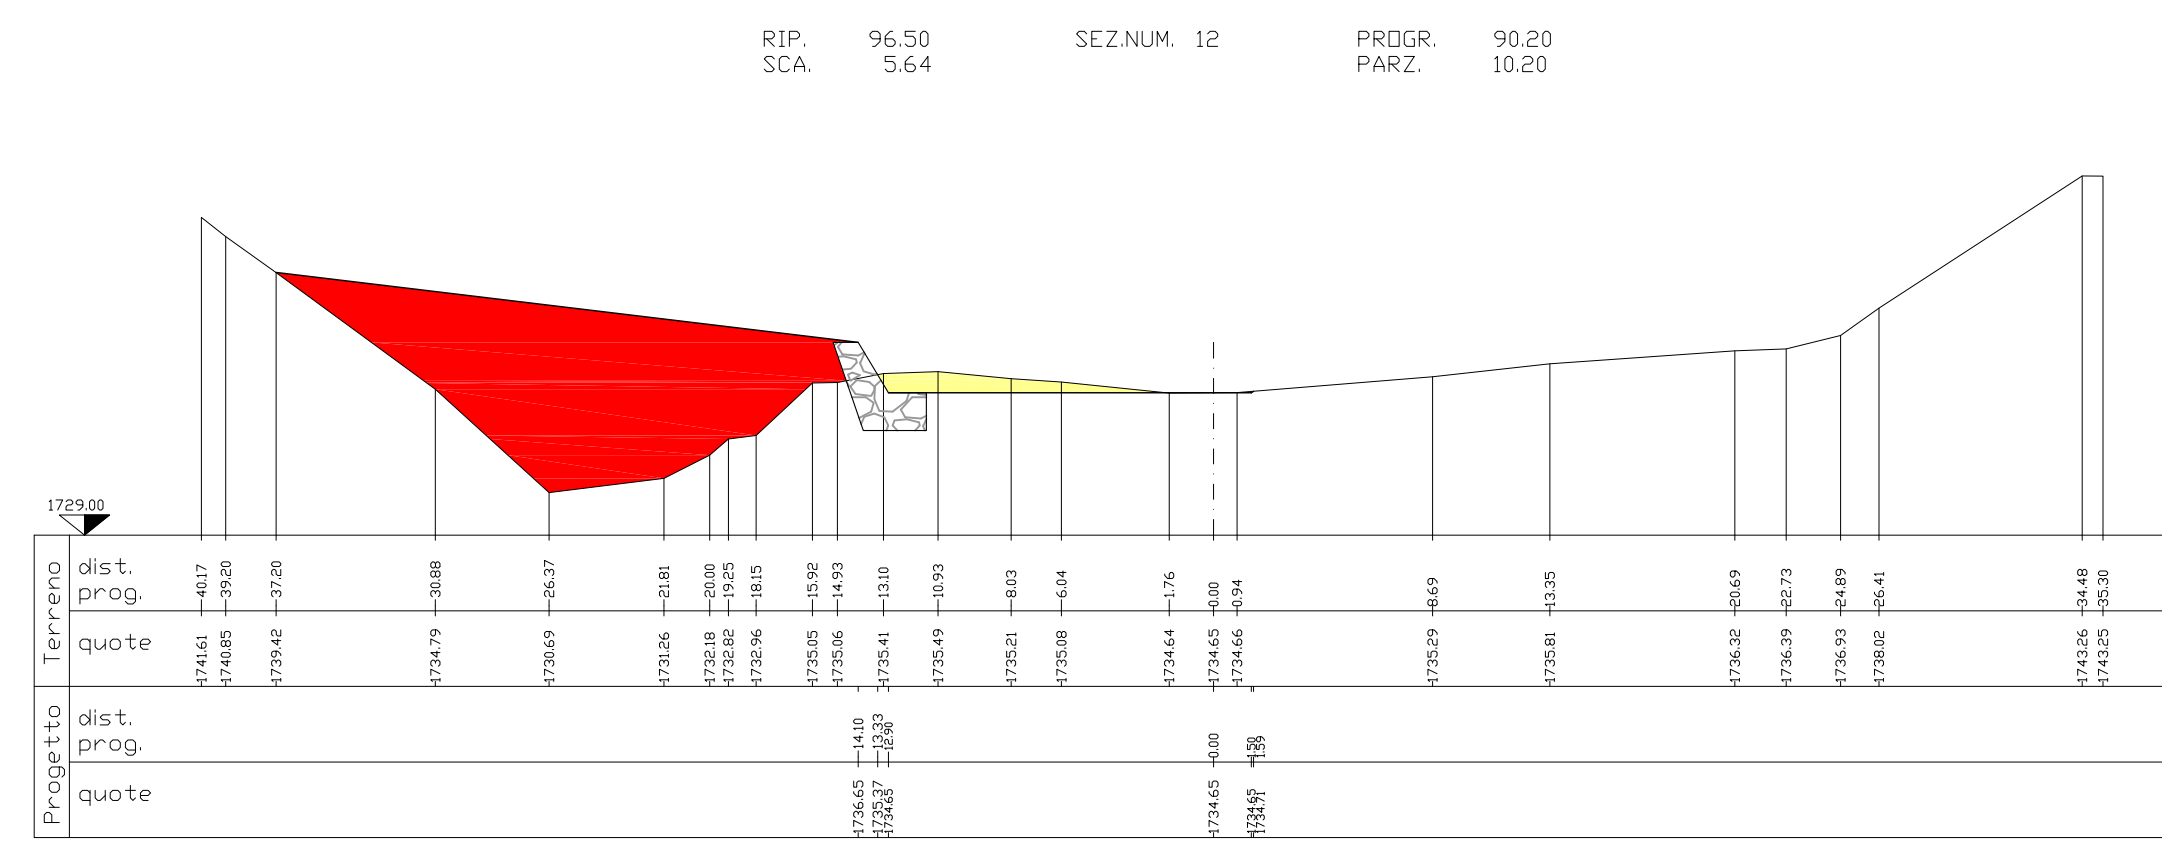 RIP. 96.50 SEZ.NUM. 12 PROGR. 90.20
SCA. 5.64 PARZ. 10.20
1729.00
Terreno
dist.
prog.
40.17 39.20 37.20 30.88 26.37 21.81 20.00 19.25 18.15 15.92 14.93 13.10 10.93 8.03 6.04 1.76 0.00 0.94 8.69 13.35 20.69 22.73 24.89 26.41 34.48 35.30
quote
1741.61 1740.85 1739.42 1734.79 1730.69 1731.26 1732.18 1732.82 1732.96 1735.05 1735.06 1735.41 1735.49 1735.21 1735.08 1734.64 1734.65 1734.66 1735.29 1735.81 1736.32 1736.39 1736.93 1738.02 1743.26 1743.25
Progetto
dist.
prog.
14.10 13.33 12.90 0.00 1.50 1.59
quote
1736.65 1735.37 1734.65 1734.65 1734.65 1734.71